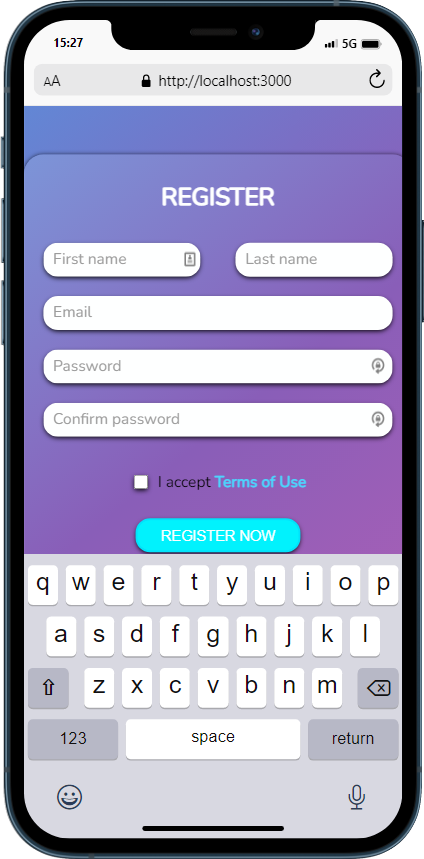 15:27 5G
AA http://localhost:3000
REGISTER
First name Last name
Email
Password
Confirm password
I accept Terms of Use
REGISTER NOW
q w e r t y u i o p
a s d f g h j k l
z x c v b n m
123 space return